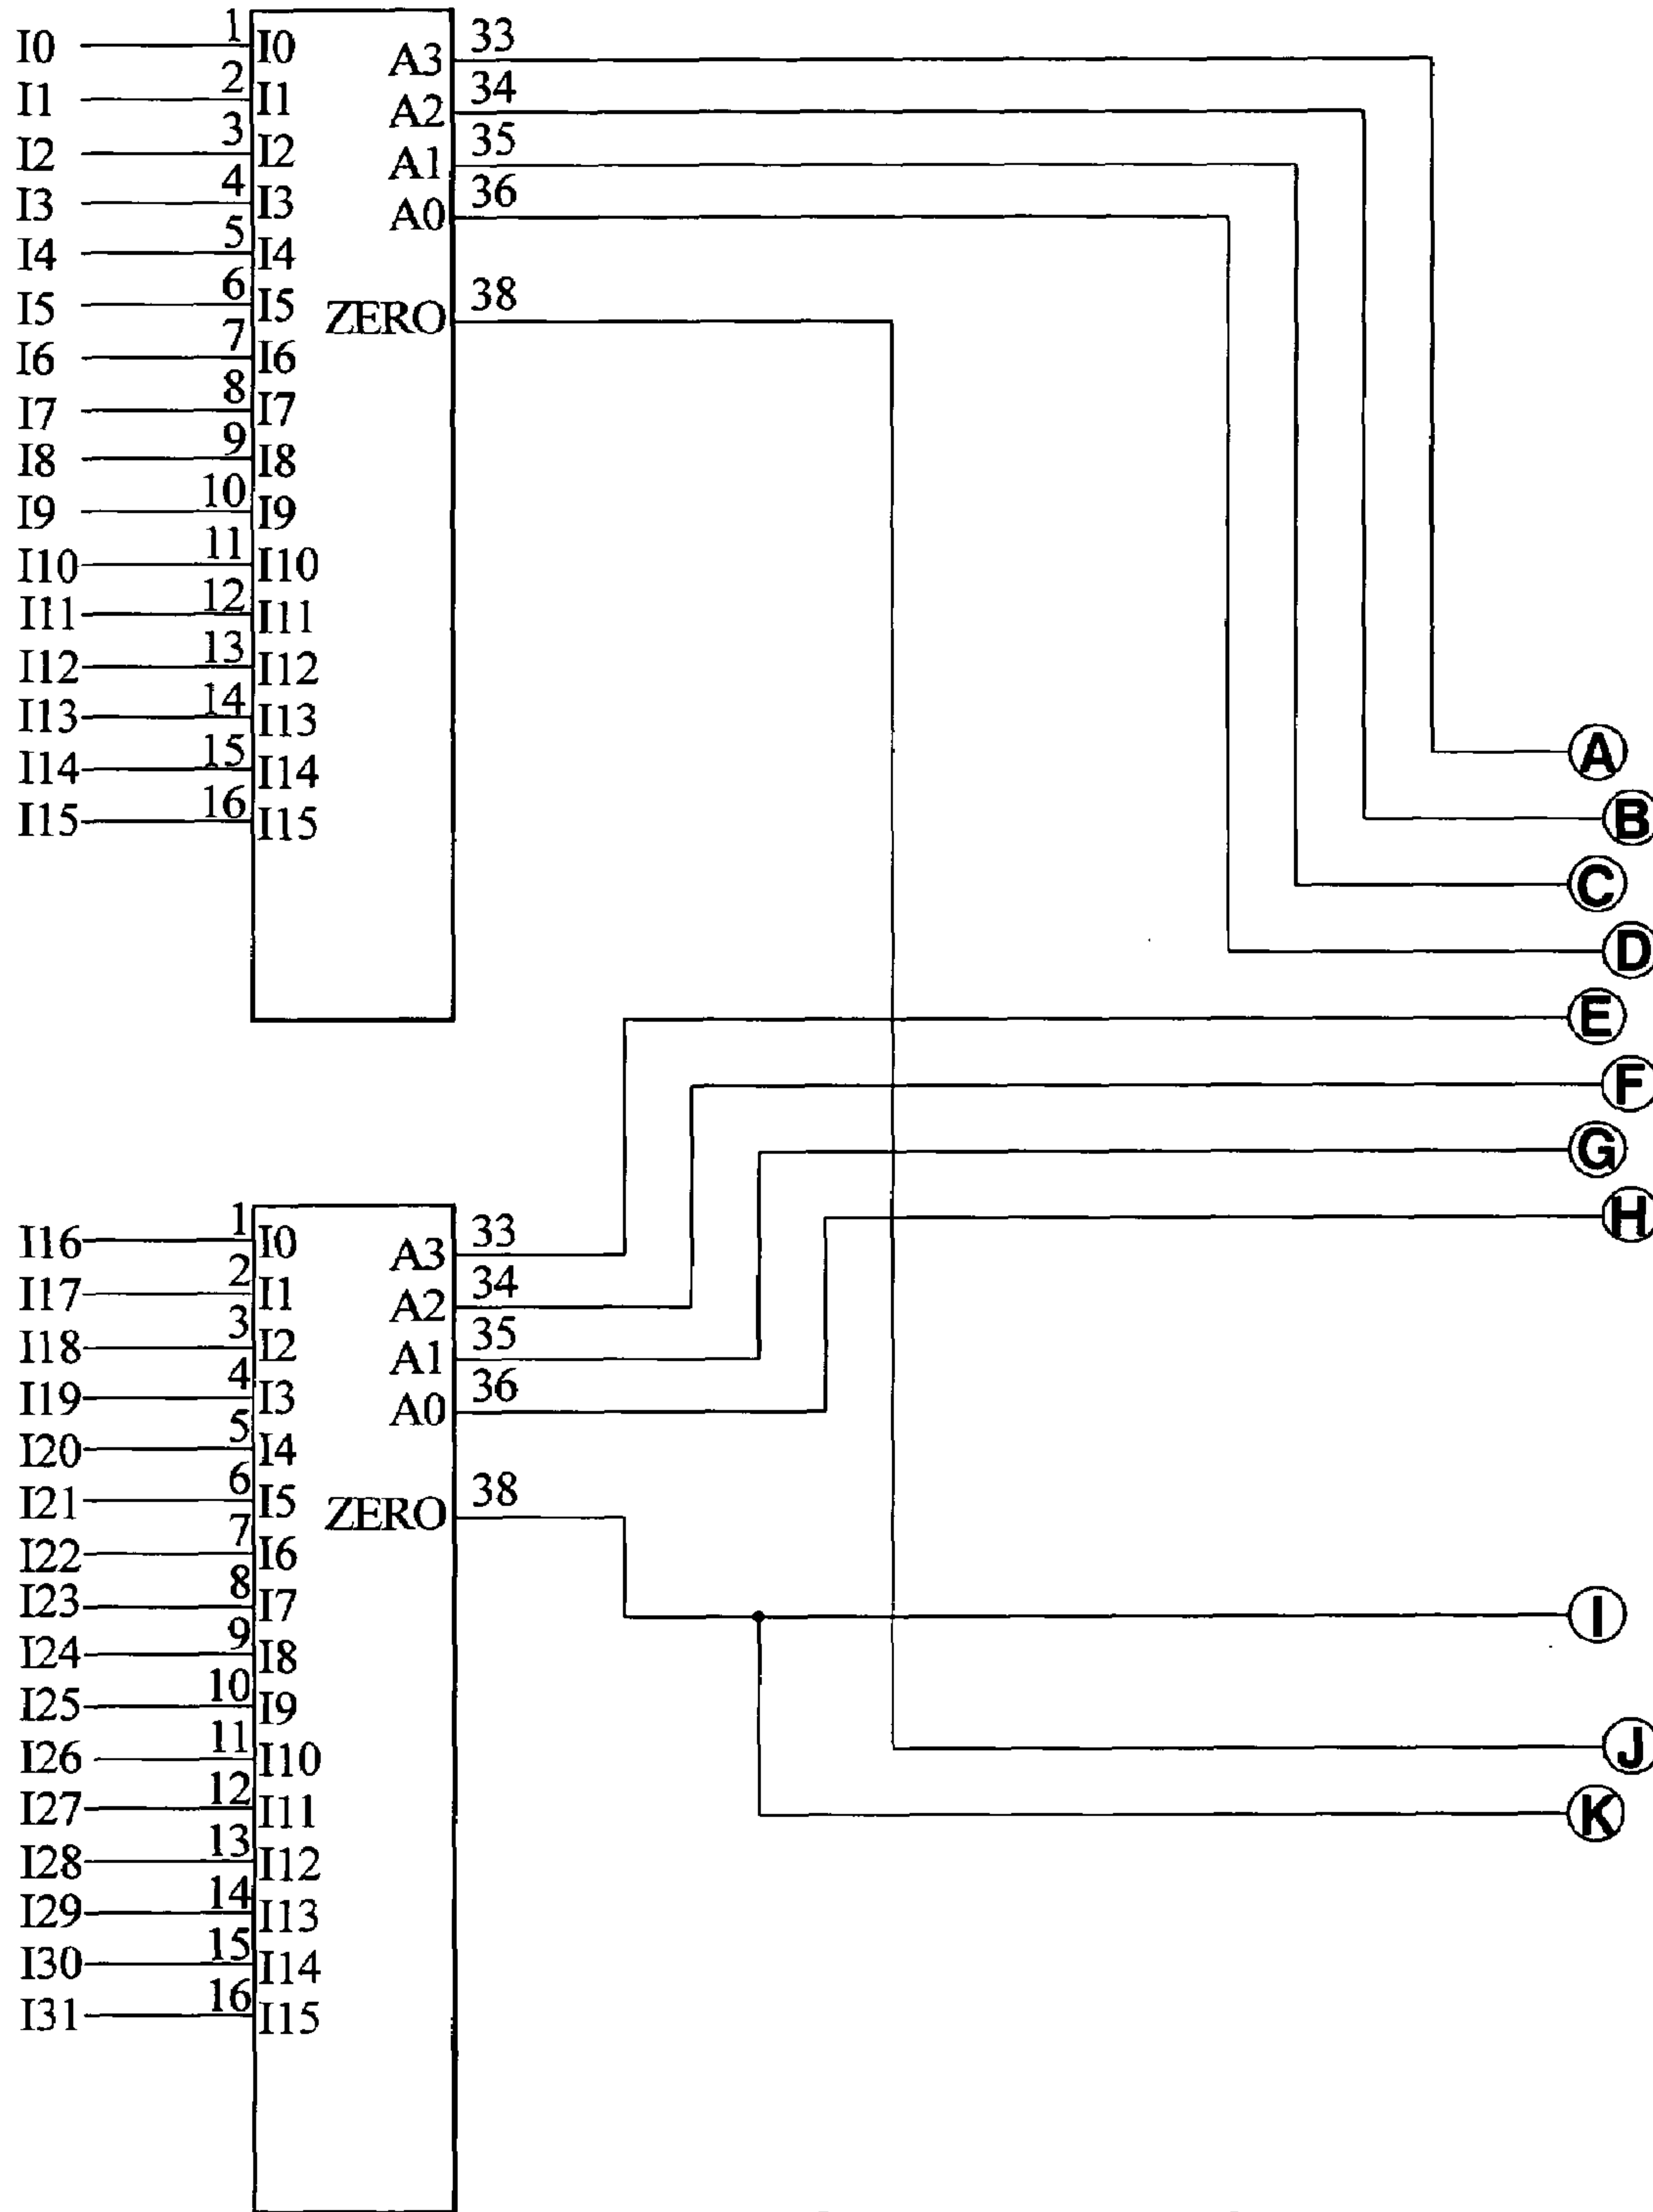 I0 1 I0 A3 33
I1 2 I1 A2 34
I2 3 I2 A1 35
I3 4 I3 A0 36
I4 5 I4
I5 6 I5 ZERO 38
I6 7 I6
I7 8 I7
I8 9 I8
I9 10 I9
I10 11 I10
I11 12 I11
I12 13 I12
I13 14 I13
I14 15 I14
I15 16 I15
A
B
C
D
E
F
G
H
I16 1 I0 A3 33
I17 2 I1 A2 34
I18 3 I2 A1 35
I19 4 I3 A0 36
I20 5 I4
I21 6 I5 ZERO 38
I22 7 I6
I23 8 I7
I24 9 I8
I25 10 I9
I26 11 I10
I27 12 I11
I28 13 I12
I29 14 I13
I30 15 I14
I31 16 I15
I
J
K